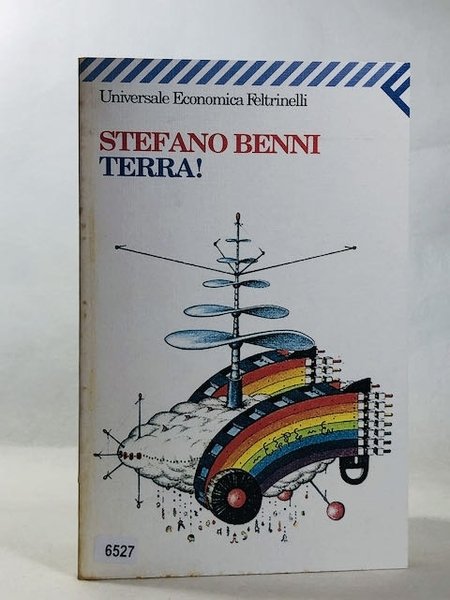 Universale Economica Feltrinelli
STEFANO BENNI
TERRA!
6527